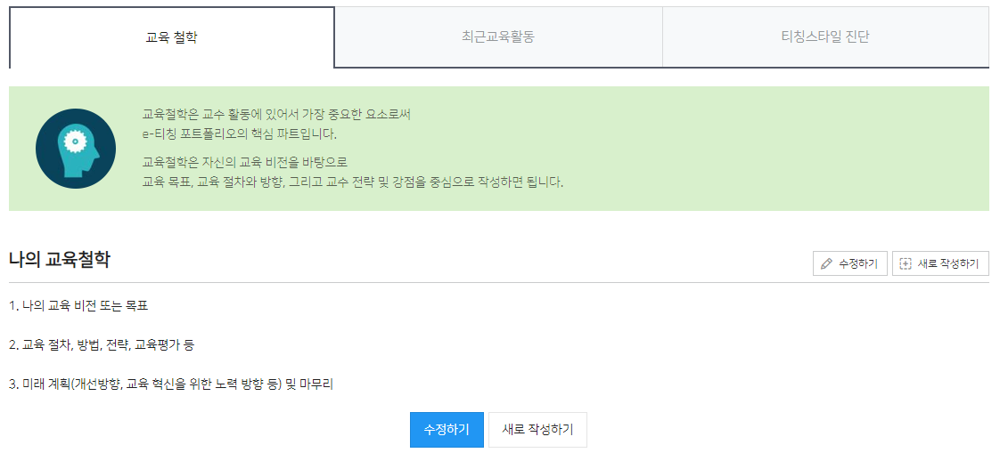 교육 철학
최근교육활동
티칭스타일 진단
교육철학은 교수 활동에 있어서 가장 중요한 요소로써
e-티칭 포트폴리오의 핵심 파트입니다.
교육철학은 자신의 교육 비전을 바탕으로
교육 목표, 교육 절차와 방향, 그리고 교수 전략 및 강점을 중심으로 작성하면 됩니다.
나의 교육철학
수정하기
새로 작성하기
1. 나의 교육 비전 또는 목표
2. 교육 절차, 방법, 전략, 교육평가 등
3. 미래 계획(개선방향, 교육 혁신을 위한 노력 방향 등) 및 마무리
수정하기
새로 작성하기